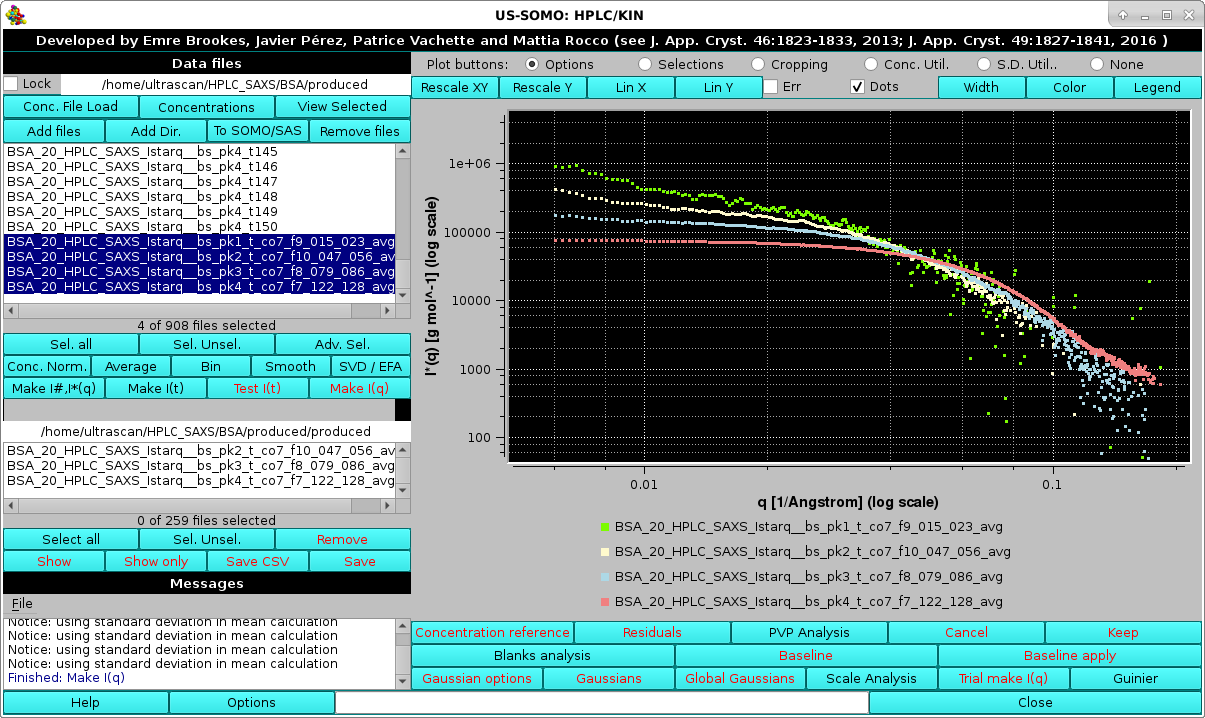 US-SOMO: HPLC/KIN
Developed by Emre Brookes, Javier Pérez, Patrice Vachette and Mattia Rocco (see J. App. Cryst. 46:1823-1833, 2013; J. App. Cryst. 49:1827-1841, 2016 )
Data files
Lock
/home/ultrascan/HPLC_SAXS/BSA/produced
Conc. File Load
Concentrations
View Selected
Add files
Add Dir.
To SOMO/SAS
Remove files
BSA_20_HPLC_SAXS_Istarq__bs_pk4_t145
BSA_20_HPLC_SAXS_Istarq__bs_pk4_t146
BSA_20_HPLC_SAXS_Istarq__bs_pk4_t147
BSA_20_HPLC_SAXS_Istarq__bs_pk4_t148
BSA_20_HPLC_SAXS_Istarq__bs_pk4_t149
BSA_20_HPLC_SAXS_Istarq__bs_pk4_t150
BSA_20_HPLC_SAXS_Istarq__bs_pk1_t_co7_f9_015_023_avg
BSA_20_HPLC_SAXS_Istarq__bs_pk2_t_co7_f10_047_056_av
BSA_20_HPLC_SAXS_Istarq__bs_pk3_t_co7_f8_079_086_avg
BSA_20_HPLC_SAXS_Istarq__bs_pk4_t_co7_f7_122_128_avg
4 of 908 files selected
Sel. all
Sel. Unsel.
Adv. Sel.
Conc. Norm.
Average
Bin
Smooth
SVD / EFA
Make I#,I*(q)
Make I(t)
Test I(t)
Make I(q)
/home/ultrascan/HPLC_SAXS/BSA/produced/produced
BSA_20_HPLC_SAXS_Istarq__bs_pk2_t_co7_f10_047_056_av
BSA_20_HPLC_SAXS_Istarq__bs_pk3_t_co7_f8_079_086_avg
BSA_20_HPLC_SAXS_Istarq__bs_pk4_t_co7_f7_122_128_avg
0 of 259 files selected
Select all
Sel. Unsel.
Remove
Show
Show only
Save CSV
Save
Messages
File
Notice: using standard deviation in mean calculation
Notice: using standard deviation in mean calculation
Notice: using standard deviation in mean calculation
Notice: using standard deviation in mean calculation
Finished: Make I(q)
Plot buttons:
Options
Selections
Cropping
Conc. Util.
S.D. Util..
None
Rescale XY
Rescale Y
Lin X
Lin Y
Err
Dots
Width
Color
Legend
I*(q) [g mol^-1] (log scale)
1e+06
100000
10000
1000
100
0.01
0.1
q [1/Angstrom] (log scale)
BSA_20_HPLC_SAXS_Istarq__bs_pk1_t_co7_f9_015_023_avg
BSA_20_HPLC_SAXS_Istarq__bs_pk2_t_co7_f10_047_056_avg
BSA_20_HPLC_SAXS_Istarq__bs_pk3_t_co7_f8_079_086_avg
BSA_20_HPLC_SAXS_Istarq__bs_pk4_t_co7_f7_122_128_avg
Concentration reference
Residuals
PVP Analysis
Cancel
Keep
Blanks analysis
Baseline
Baseline apply
Gaussian options
Gaussians
Global Gaussians
Scale Analysis
Trial make I(q)
Guinier
Help
Options
Close